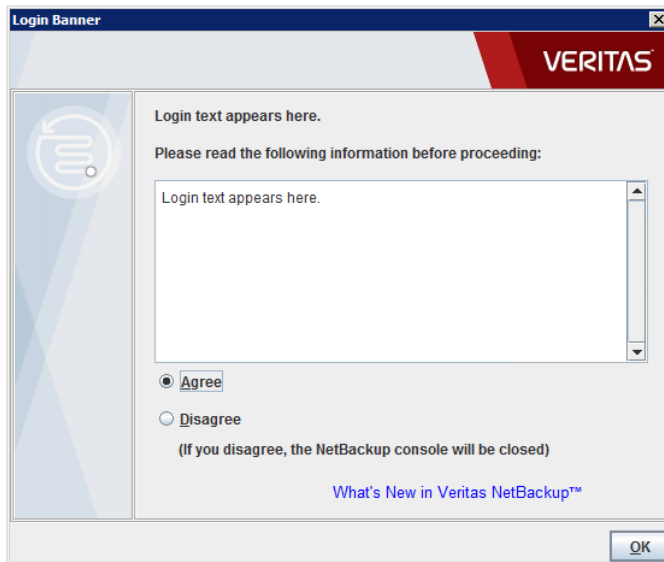 Login Banner
VERITAS
Login text appears here.
Please read the following information before proceeding:
Login text appears here.
Agree
Disagree
(If you disagree, the NetBackup console will be closed)
What's New in Veritas NetBackup™
OK